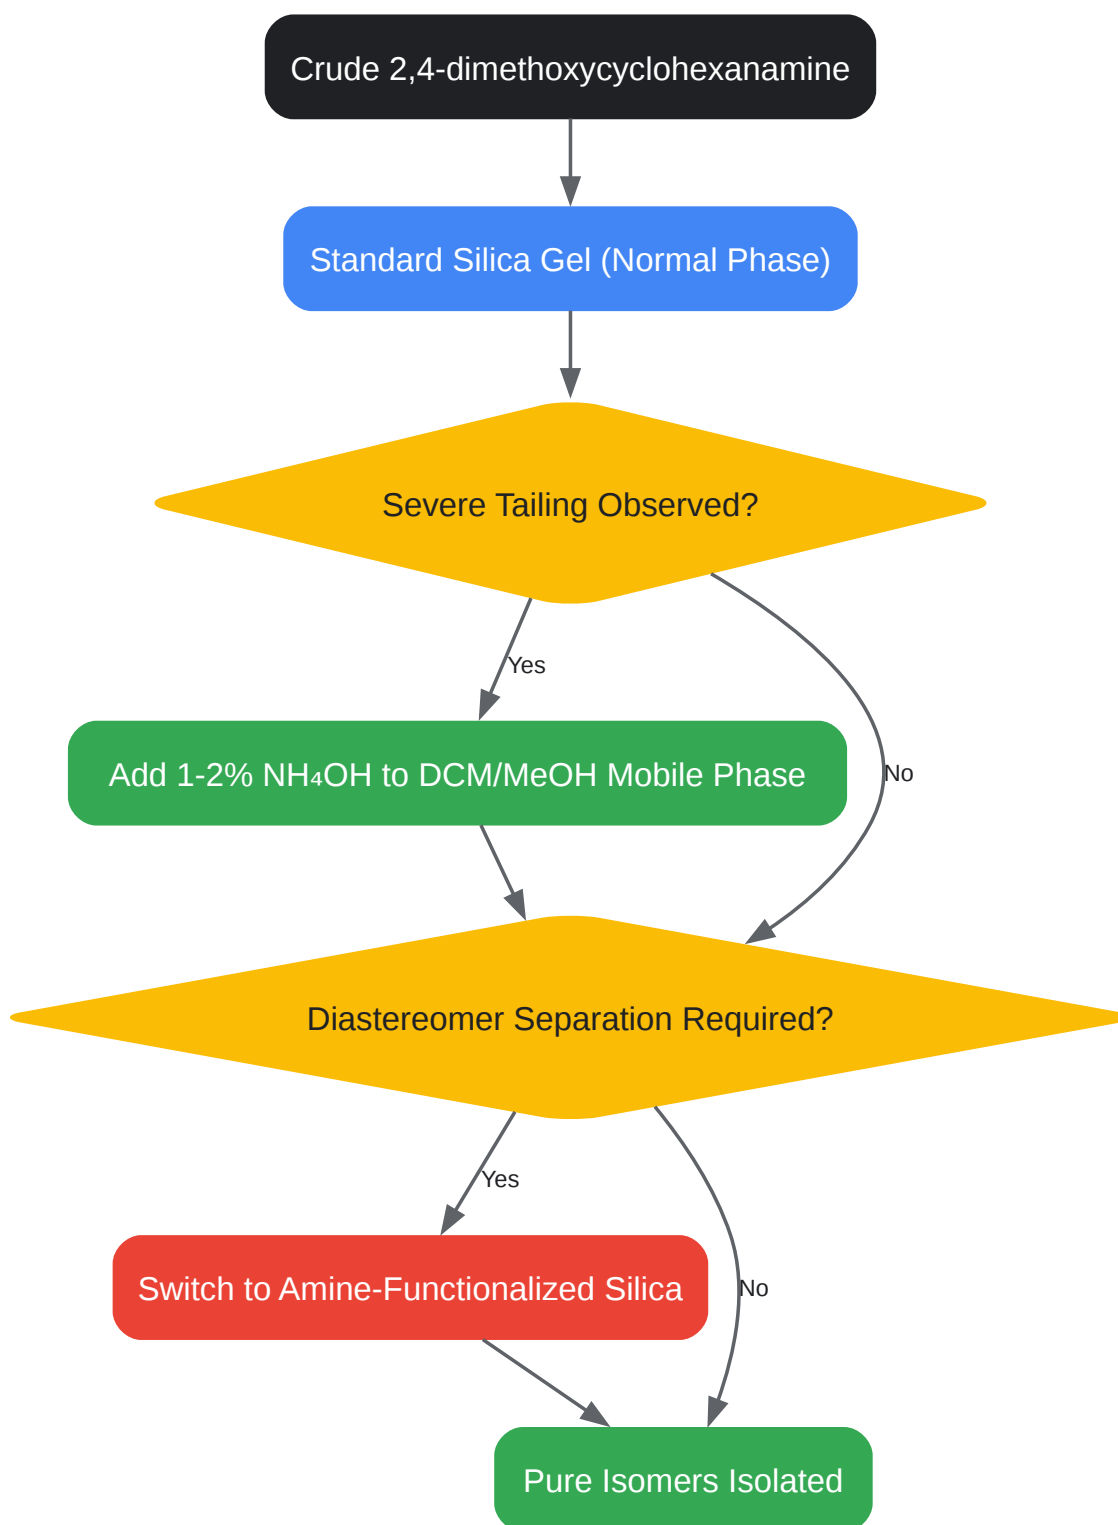 Crude 2,4-dimethoxycyclohexanamine
Standard Silica Gel (Normal Phase)
Severe Tailing Observed?
Yes
Add 1-2% NH₄OH to DCM/MeOH Mobile Phase
No
Diastereomer Separation Required?
Yes
Switch to Amine-Functionalized Silica
No
Pure Isomers Isolated